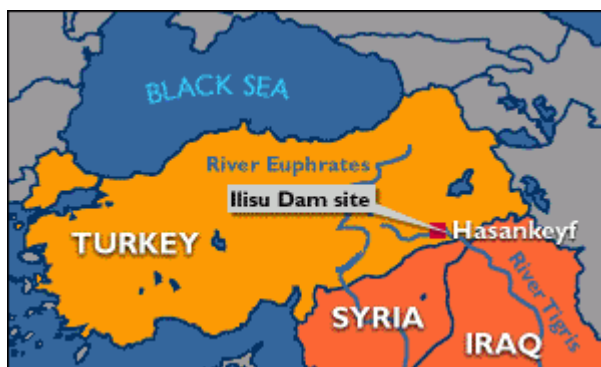 BLACK SEA
River Euphrates
Ilisu Dam site
Hasankeyf
TURKEY
River Tigris
SYRIA
IRAQ